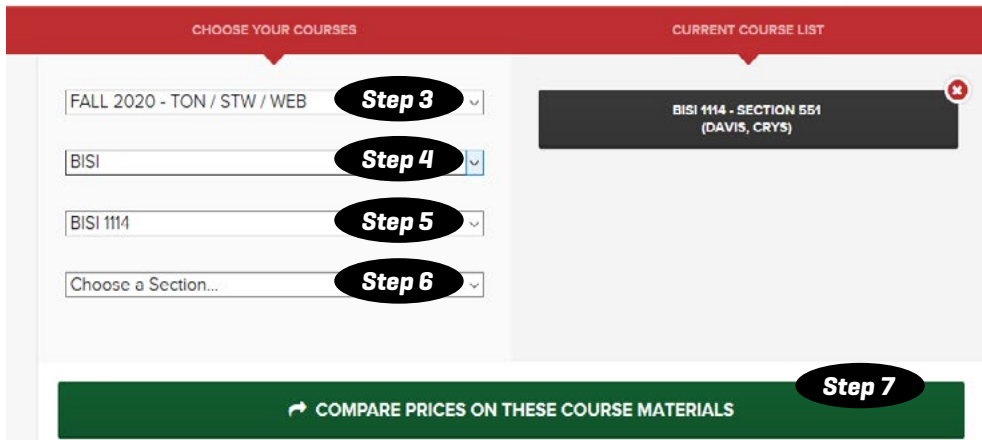 CHOOSE YOUR COURSES
CURRENT COURSE LIST
FALL 2020 - TON / STW / WEB
Step 3
BISI
Step 4
BISI 1114
Step 5
Choose a Section...
Step 6
BISI 1114 - SECTION 551
(DAVIS, CRYS)
Step 7
COMPARE PRICES ON THESE COURSE MATERIALS